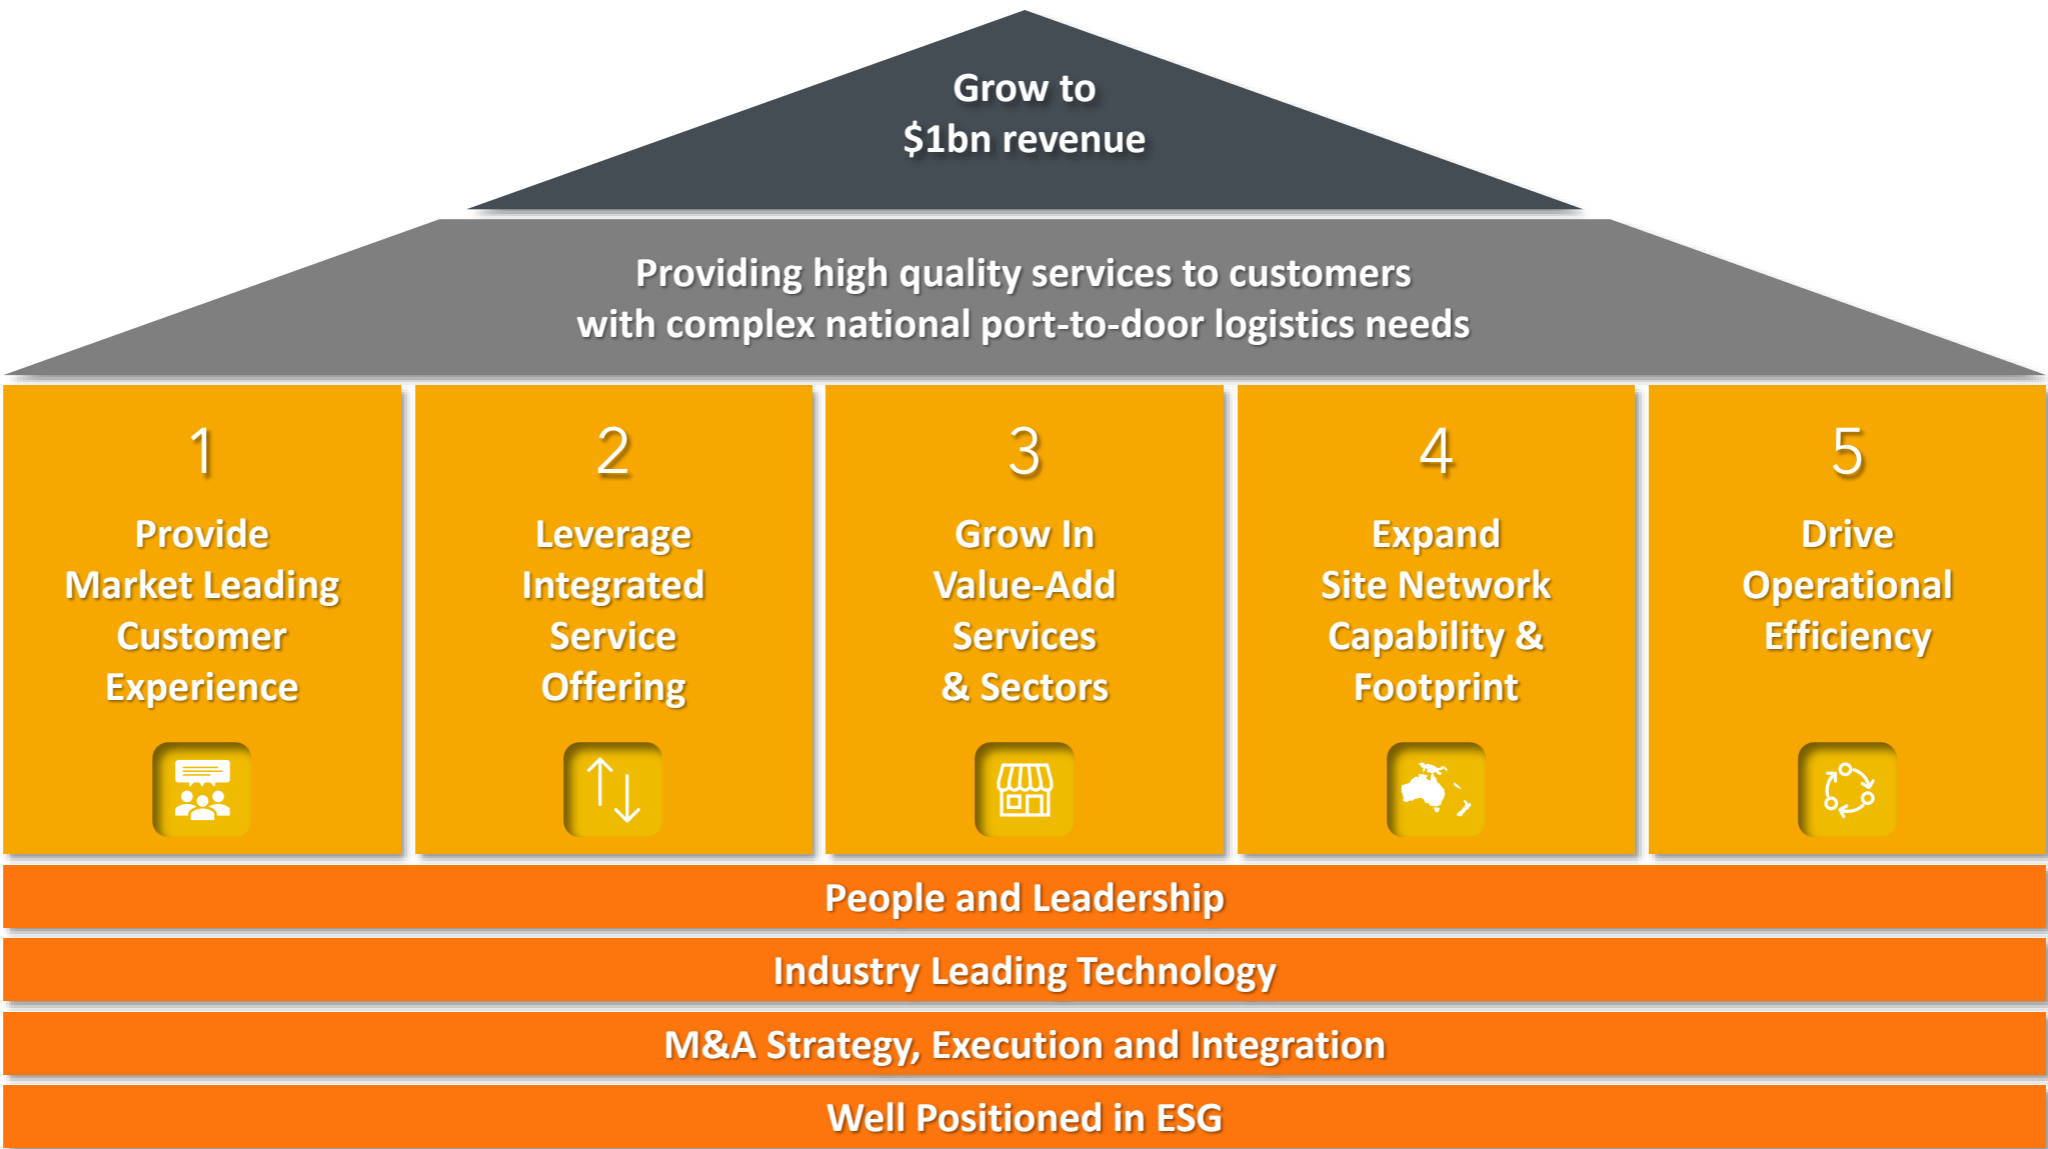 Grow to
$1bn revenue
Providing high quality services to customers
with complex national port-to-door logistics needs
1
Provide
Market Leading
Customer
Experience
2
Leverage
Integrated
Service
Offering
3
Grow In
Value-Add
Services
& Sectors
4
Expand
Site Network
Capability &
Footprint
5
Drive
Operational
Efficiency
People and Leadership
Industry Leading Technology
M&A Strategy, Execution and Integration
Well Positioned in ESG